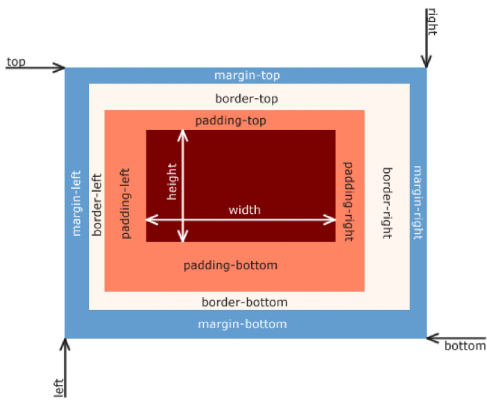 right
top
margin-top
border-top
padding-top
margin-left
border-left
padding-left
height
width
padding-right
border-right
margin-right
padding-bottom
border-bottom
margin-bottom
bottom
left